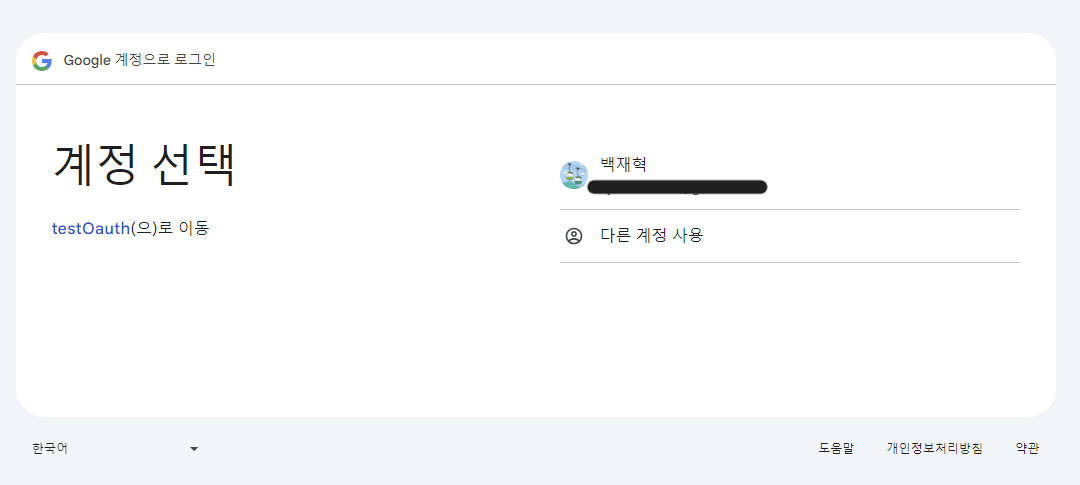 Google 계정으로 로그인
계정 선택
testOauth(으)로 이동
백재혁
다른 계정 사용
한국어
도움말 개인정보처리방침 약관